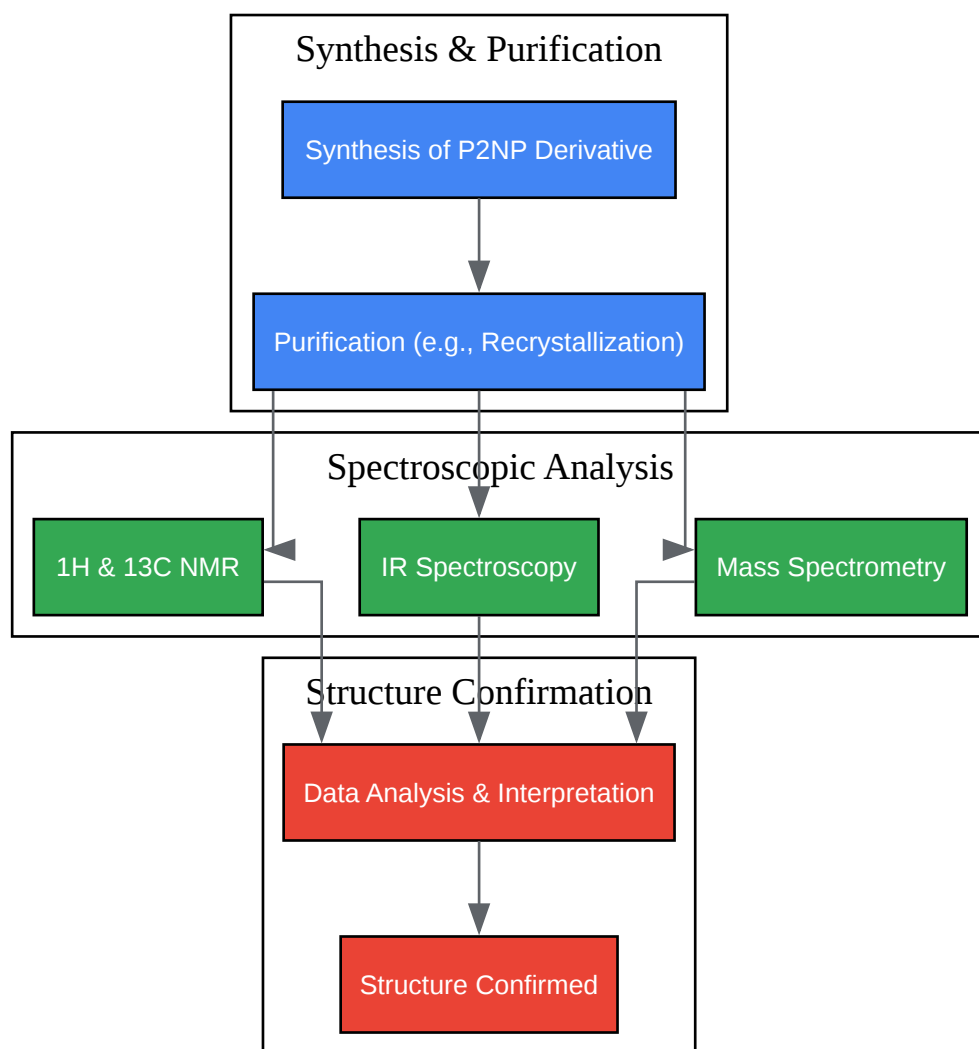 Synthesis & Purification
Synthesis of P2NP Derivative
Purification (e.g., Recrystallization)
Spectroscopic Analysis
1H & 13C NMR
IR Spectroscopy
Mass Spectrometry
Structure Confirmation
Data Analysis & Interpretation
Structure Confirmed